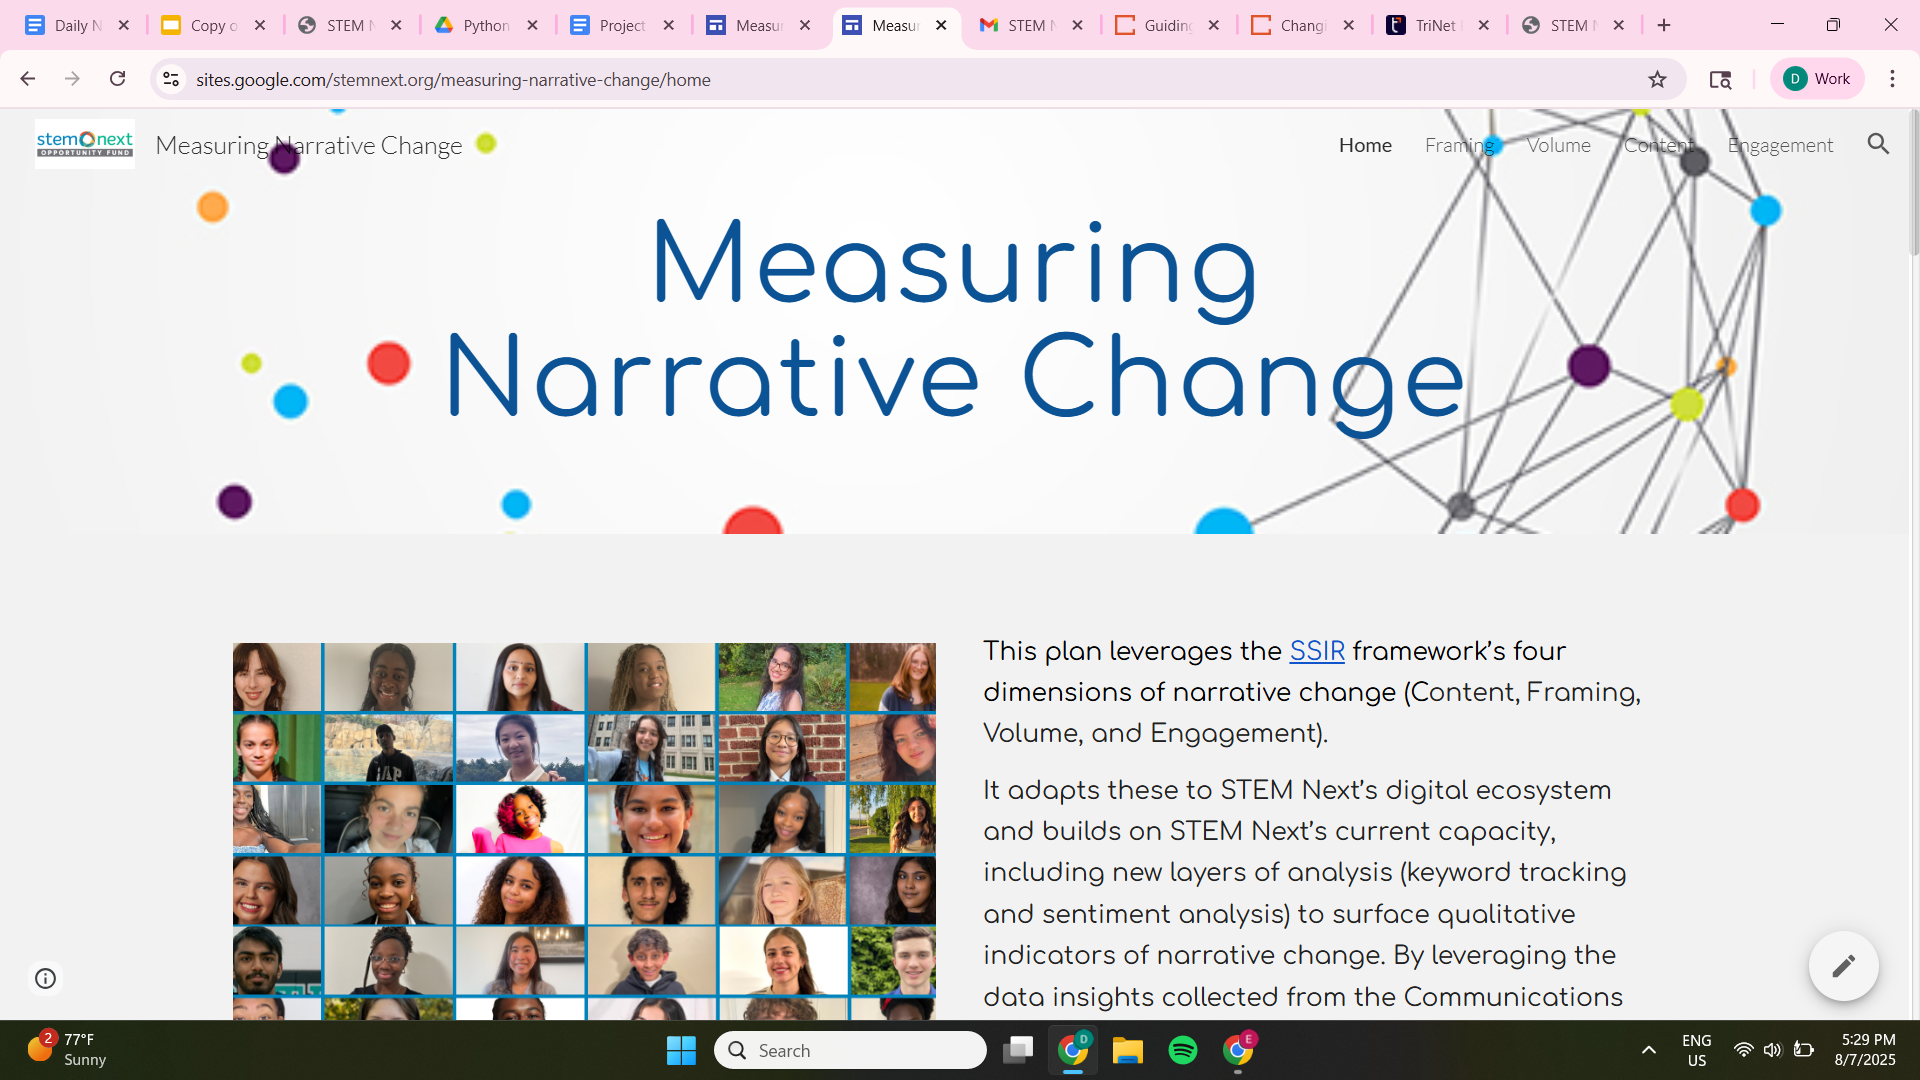 Daily N
Copy o
STEM N
Python
Project
Measur
Measur
STEM N
Guiding
Changi
TriNet
STEM N
sites.google.com/stemnext.org/measuring-narrative-change/home
D
Work
stem next
OPPORTUNITY FUND
Measuring Narrative Change
Home
Framing
Volume
Content
Engagement
Measuring
Narrative Change
This plan leverages the SSIR framework’s four
dimensions of narrative change (Content, Framing,
Volume, and Engagement).
It adapts these to STEM Next’s digital ecosystem
and builds on STEM Next’s current capacity,
including new layers of analysis (keyword tracking
and sentiment analysis) to surface qualitative
indicators of narrative change. By leveraging the
data insights collected from the Communications
GAP
2
77°F
Sunny
Search
D
E
ENG
US
5:29 PM
8/7/2025